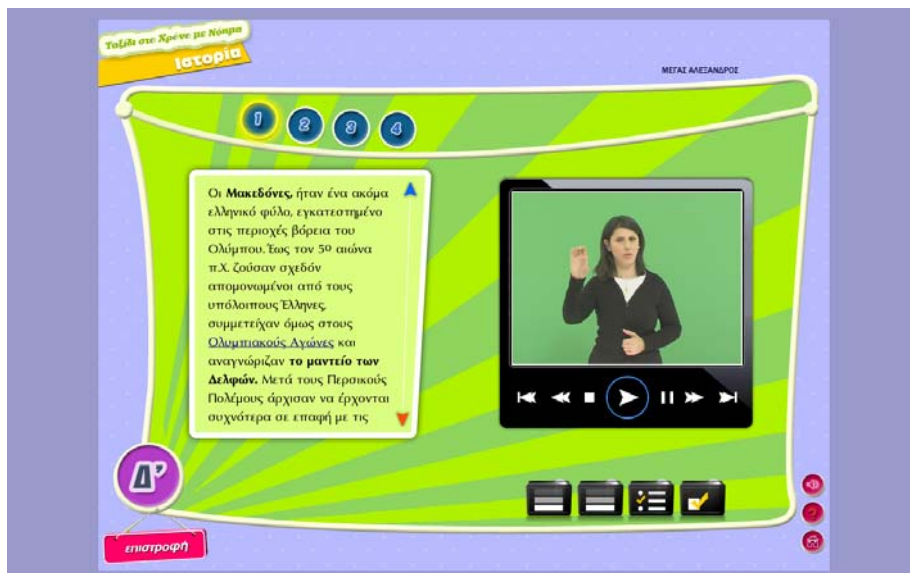 Ταξίδι στο Χρόνο με Νόημα
Ιστορία
ΜΕΓΑΣ ΑΛΕΞΑΝΔΡΟΣ
1 2 3 4
Οι Μακεδόνες, ήταν ένα ακόμα
ελληνικό φύλο, εγκατεστημένο
στις περιοχές βόρεια του
Ολύμπου. Έως τον 5ο αιώνα
π.Χ. ζούσαν σχεδόν
απομονωμένοι από τους
υπόλοιπους Έλληνες,
συμμετείχαν όμως στους
Ολυμπιακούς Αγώνες και
αναγνώριζαν το μαντείο των
Δελφών. Μετά τους Περσικούς
Πολέμους άρχισαν να έρχονται
συχνότερα σε επαφή με τις
Δ'
επιστροφή